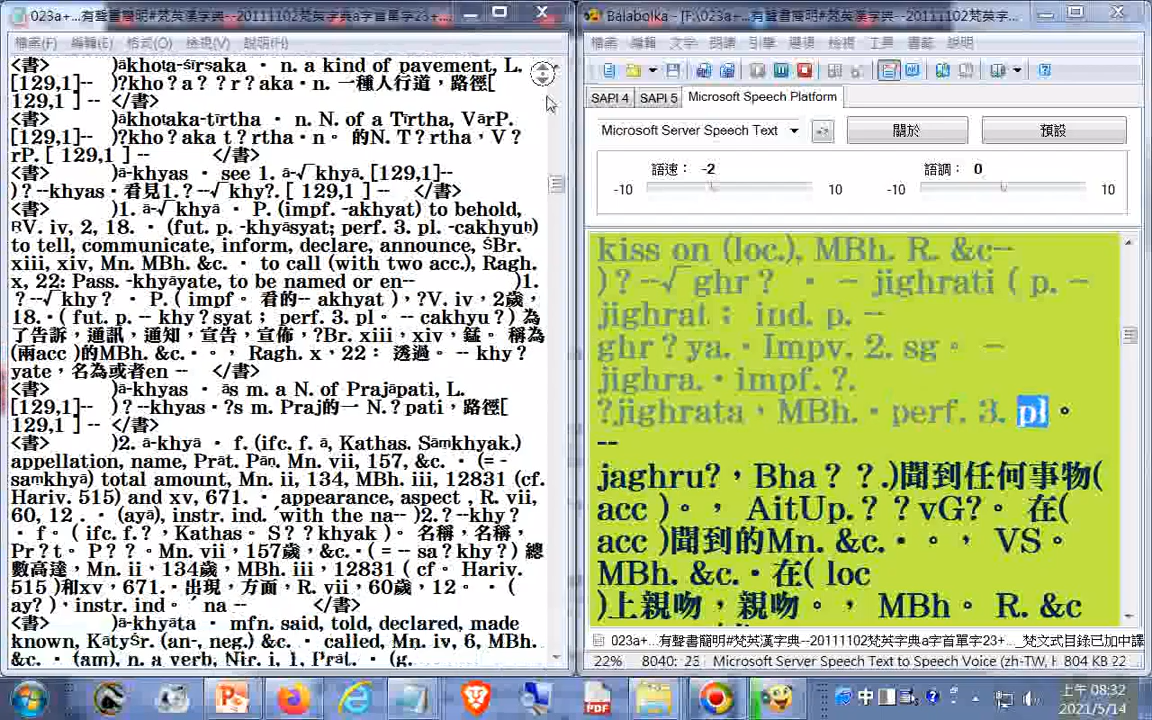 023a+...有聲書簡明#梵英漢字典--20111102梵英字典a字首單字23+...
檔案(F) 編輯(E) 格式(O) 檢視(V) 說明(H)
<書> )ākhoṭa-śīrṣaka ‧ n. a kind of pavement, L.
[129,1]-- )?kho?a??r?aka‧n. 一種人行道，路徑[
129,1 ] -- </書>
<書> )ākhoṭaka-tīrtha ‧ n. N. of a Tīrtha, VārP.
[129,1]-- )?kho?aka t?rtha‧n。 的N. T?rtha，V?
rP. [ 129,1 ] -- </書>
<書> )ā-khyas ‧ see 1. ā-√khyā. [129,1]--
)? --khyas‧看見1.?--√khy?. [ 129,1 ] -- </書>
<書> )1. ā-√khyā ‧ P. (impf. -akhyat) to behold,
RV. iv, 2, 18. ‧ (fut. p. -khyāsyat; perf. 3. pl. -cakhyuḥ)
to tell, communicate, inform, declare, announce, ŚBr.
xiii, xiv, Mn. MBh. &c. ‧ to call (with two acc.), Ragh.
x, 22: Pass. -khyāyate, to be named or en-- )1.
?--√khy?‧ P. ( impf。 看的-- akhyat )，?V. iv，2歲，
18.‧( fut. p. -- khy?syat； perf. 3. pl。 -- cakhyu?) 為
了告訴，通訊，通知，宣告，宣佈，?Br. xiii，xiv，錳。 稱為
(兩acc )的MBh. &c.‧。， Ragh. x，22： 透過。 -- khy?
yate，名為或者en -- </書>
<書> )ā-khyas ‧ ās m. a N. of Prajāpati, L.
[129,1]-- )? --khyas‧?s m. Praj的一 N.?pati，路徑[
129,1 ] -- </書>
<書> )2. ā-khyā ‧ f. (ifc. f. ā, Kathas. Sāṃkhyak.)
appellation, name, Prāt. Pāṇ. Mn. vii, 157, &c. ‧ (= -
saṃkhyā) total amount, Mn. ii, 134, MBh. iii, 12831 (cf.
Hariv. 515) and xv, 671. ‧ appearance, aspect , R. vii,
60, 12 . ‧ (ayā), instr. ind. ´with the na-- )2.?--khy?
‧ f。( ifc. f.?，Kathas。 S??khyak )。 名稱，名稱，
Pr?t。 P??。Mn. vii，157歲，&c.‧( = -- sa?khy?) 總
數高達，Mn. ii，134歲，MBh. iii，12831 ( cf。 Hariv.
515 )和xv，671.‧出現，方面，R. vii，60歲，12。‧(
ay?)，instr. ind。´ na -- </書>
<書> )ā-khyāta ‧ mfn. said, told, declared, made
known, KātyŚr. (an-, neg.) &c. ‧ called, Mn. iv, 6, MBh.
&c. ‧ (am), n. a verb, Nir. i, 1, Prāt. ‧ (g.
Balabolka - [F:\023a+...有聲書簡明#梵英漢字典--20111102梵英字...
檔案 編輯 文字 朗讀 引擎 選項 檢視 工具 書籤 說明
SAPI 4 SAPI 5 Microsoft Speech Platform
Microsoft Server Speech Text 關於 預設
語速： -2 語調： 0
-10 10 -10 10
kiss on (loc.), MBh. R. &c--
)?--√ghr? ‧ -- jighrati ( p. --
jighrat； ind. p. --
ghr?ya.‧Impv. 2. sg。 --
jighra.‧impf. ?.
?jighrata，MBh.‧perf. 3. pl。
--
jaghru?，Bha??.)聞到任何事物(
acc )。， AitUp.??vG?。 在(
acc )聞到的Mn. &c.‧。， VS。
MBh. &c.‧在( loc
)上親吻，親吻。， MBh。 R. &c
023a+...有聲書簡明#梵英漢字典--20111102梵英字典a字首單字23+..._梵文式目錄已加中譯
22% 8040: 23 Microsoft Server Speech Text to Speech Voice (zh-TW, H 804 KB 22
中
上午 08:32
2021/5/14